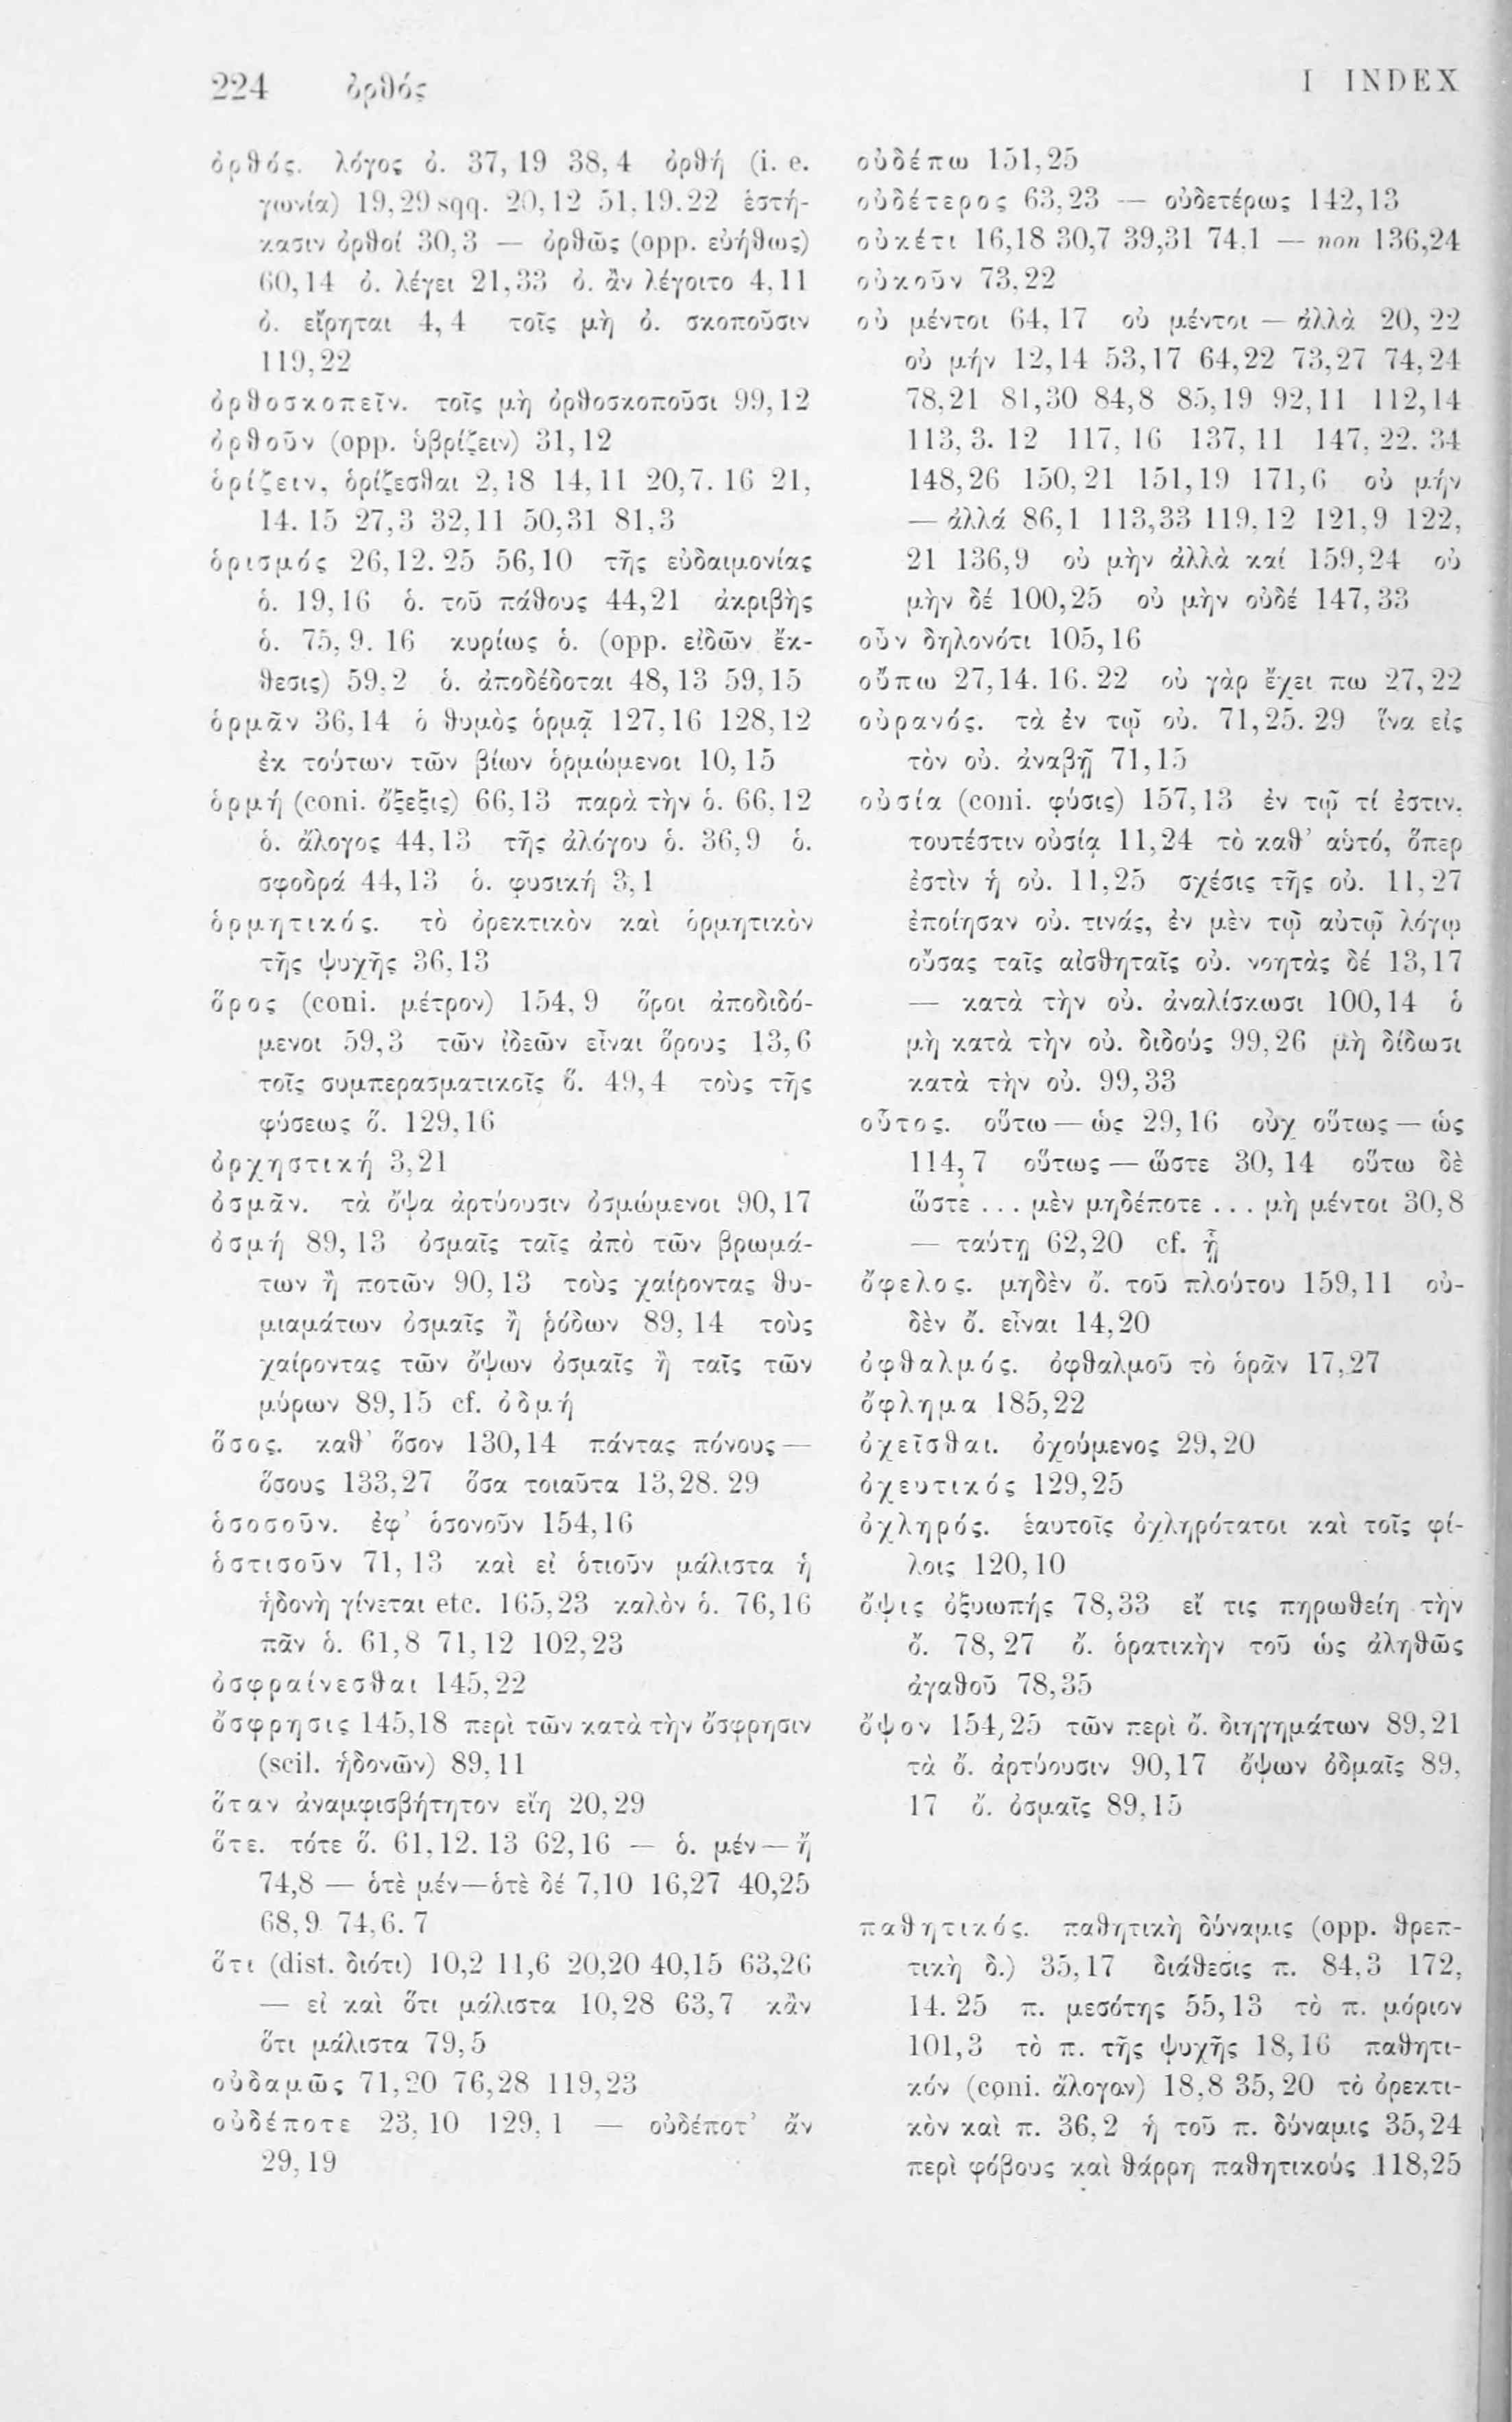 224 ὀρθός
I INDEX
ὀρθός. λόγος ὀ. 37, 19 38, 4 ὀρθή (i. e.
γωνία) 19, 29 sqq. 20, 12 51, 19. 22 ἑστή-
κασιν ὀρθοί 30, 3 — ὀρθῶς (opp. εὐήθως)
60, 14 ὀ. λέγει 21, 33 ὀ. ἂν λέγοιτο 4, 11
ὀ. εἴρηται 4, 4 τοῖς μὴ ὀ. σκοποῦσιν
119, 22
ὀρθοσκοπεῖν. τοῖς μὴ ὀρθοσκοποῦσι 99, 12
ὀρθοῦν (opp. ὑβρίζειν) 31, 12
ὁρίζειν, ὁρίζεσθαι 2, 18 14, 11 20, 7. 16 21,
14. 15 27, 3 32, 11 50, 31 81, 3
ὁρισμός 26, 12. 25 56, 10 τῆς εὐδαιμονίας
ὁ. 19, 16 ὁ. τοῦ πάθους 44, 21 ἀκριβὴς
ὁ. 75, 9. 16 κυρίως ὁ. (opp. εἰδῶν ἔκ-
θεσις) 59, 2 ὁ. ἀποδέδοται 48, 13 59, 15
ὁρμᾶν 36, 14 ὁ θυμὸς ὁρμᾷ 127, 16 128, 12
ἐκ τούτων τῶν βίων ὁρμώμενοι 10, 15
ὁρμή (coni. ὄξεξις) 66, 13 παρὰ τὴν ὁ. 66, 12
ὁ. ἄλογος 44, 13 τῆς ἀλόγου ὁ. 36, 9 ὁ.
σφοδρά 44, 13 ὁ. φυσική 3, 1
ὁρμητικός. τὸ ὀρεκτικὸν καὶ ὁρμητικὸν
τῆς ψυχῆς 36, 13
ὅρος (coni. μέτρον) 154, 9 ὅροι ἀποδιδό-
μενοι 59, 3 τῶν ἰδεῶν εἶναι ὅρους 13, 6
τοῖς συμπερασματικοῖς ὅ. 49, 4 τοὺς τῆς
φύσεως ὅ. 129, 16
ὀρχηστική 3, 21
ὀσμᾶν. τὰ ὄψα ἀρτύουσιν ὀσμώμενοι 90, 17
ὀσμή 89, 13 ὀσμαῖς ταῖς ἀπὸ τῶν βρωμά-
των ἢ ποτῶν 90, 13 τοὺς χαίροντας θυ-
μιαμάτων ὀσμαῖς ἢ ῥόδων 89, 14 τοὺς
χαίροντας τῶν ὄψων ὀσμαῖς ἢ ταῖς τῶν
μύρων 89, 15 cf. ὀδμή
ὅσος. καθ’ ὅσον 130, 14 πάντας πόνους —
ὅσους 133, 27 ὅσα τοιαῦτα 13, 28. 29
ὁσοσοῦν. ἐφ’ ὁσονοῦν 154, 16
ὁστισοῦν 71, 13 καὶ εἰ ὁτιοῦν μάλιστα ἡ
ἡδονὴ γίνεται etc. 165, 23 καλὸν ὁ. 76, 16
πᾶν ὁ. 61, 8 71, 12 102, 23
ὀσφραίνεσθαι 145, 22
ὄσφρησις 145, 18 περὶ τῶν κατὰ τὴν ὄσφρησιν
(scil. ἡδονῶν) 89, 11
ὅταν ἀναμφισβήτητον εἴη 20, 29
ὅτε. τότε ὅ. 61, 12. 13 62, 16 — ὁ. μέν — ἤ
74, 8 — ὁτὲ μέν — ὁτὲ δέ 7, 10 16, 27 40, 25
68, 9 74, 6. 7
ὅτι (dist. διότι) 10, 2 11, 6 20, 20 40, 15 63, 26
— εἰ καὶ ὅτι μάλιστα 10, 28 63, 7 κἂν
ὅτι μάλιστα 79, 5
οὐδαμῶς 71, 20 76, 28 119, 23
οὐδέποτε 23, 10 129, 1 — οὐδέποτ’ ἄν
29, 19
οὐδέπω 151, 25
οὐδέτερος 63, 23 — οὐδετέρως 142, 13
οὐκέτι 16, 18 30, 7 39, 31 74, 1 — non 136, 24
οὐκοῦν 73, 22
οὐ μέντοι 64, 17 οὐ μέντοι — ἀλλὰ 20, 22
οὐ μήν 12, 14 53, 17 64, 22 73, 27 74, 24
78, 21 81, 30 84, 8 85, 19 92, 11 112, 14
113, 3. 12 117, 16 137, 11 147, 22. 34
148, 26 150, 21 151, 19 171, 6 οὐ μήν
— ἀλλά 86, 1 113, 33 119, 12 121, 9 122,
21 136, 9 οὐ μὴν ἀλλὰ καί 159, 24 οὐ
μὴν δέ 100, 25 οὐ μὴν οὐδέ 147, 33
οὖν δηλονότι 105, 16
οὔπω 27, 14. 16. 22 οὐ γὰρ ἔχει πω 27, 22
οὐρανός. τὰ ἐν τῷ οὐ. 71, 25. 29 ἵνα εἰς
τὸν οὐ. ἀναβῇ 71, 15
οὐσία (coni. φύσις) 157, 13 ἐν τῷ τί ἐστιν,
τουτέστιν οὐσίᾳ 11, 24 τὸ καθ’ αὑτό, ὅπερ
ἐστὶν ἡ οὐ. 11, 25 σχέσις τῆς οὐ. 11, 27
ἐποίησαν οὐ. τινάς, ἐν μὲν τῷ αὐτῷ λόγῳ
οὔσας ταῖς αἰσθηταῖς οὐ. νοητὰς δέ 13, 17
— κατὰ τὴν οὐ. ἀναλίσκωσι 100, 14 ὁ
μὴ κατὰ τὴν οὐ. διδούς 99, 26 μὴ δίδωσι
κατὰ τὴν οὐ. 99, 33
οὗτος. οὕτω — ὡς 29, 16 οὐχ οὕτως — ὡς
114, 7 οὕτως — ὥστε 30, 14 οὕτω δὲ
ὥστε ... μὲν μηδέποτε ... μὴ μέντοι 30, 8
— ταύτῃ 62, 20 cf. ᾗ
ὄφελος. μηδὲν ὄ. τοῦ πλούτου 159, 11 οὐ-
δὲν ὄ. εἶναι 14, 20
ὀφθαλμός. ὀφθαλμοῦ τὸ ὁρᾶν 17, 27
ὄφλημα 185, 22
ὀχεῖσθαι. ὀχούμενος 29, 20
ὀχευτικός 129, 25
ὀχληρός. ἑαυτοῖς ὀχληρότατοι καὶ τοῖς φί-
λοις 120, 10
ὄψις ὀξυωπής 78, 33 εἴ τις πηρωθείη τὴν
ὄ. 78, 27 ὄ. ὁρατικὴν τοῦ ὡς ἀληθῶς
ἀγαθοῦ 78, 35
ὄψον 154, 25 τῶν περὶ ὄ. διηγημάτων 89, 21
τὰ ὄ. ἀρτύουσιν 90, 17 ὄψων ὀδμαῖς 89,
17 ὄ. ὀσμαῖς 89, 15
παθητικός. παθητικὴ δύναμις (opp. θρεπ-
τικὴ δ.) 35, 17 διάθεσις π. 84, 3 172,
14. 25 π. μεσότης 55, 13 τὸ π. μόριον
101, 3 τὸ π. τῆς ψυχῆς 18, 16 παθητι-
κόν (coni. ἄλογον) 18, 8 35, 20 τὸ ὀρεκτι-
κὸν καὶ π. 36, 2 ἡ τοῦ π. δύναμις 35, 24
περὶ φόβους καὶ θάρρη παθητικούς 118, 25